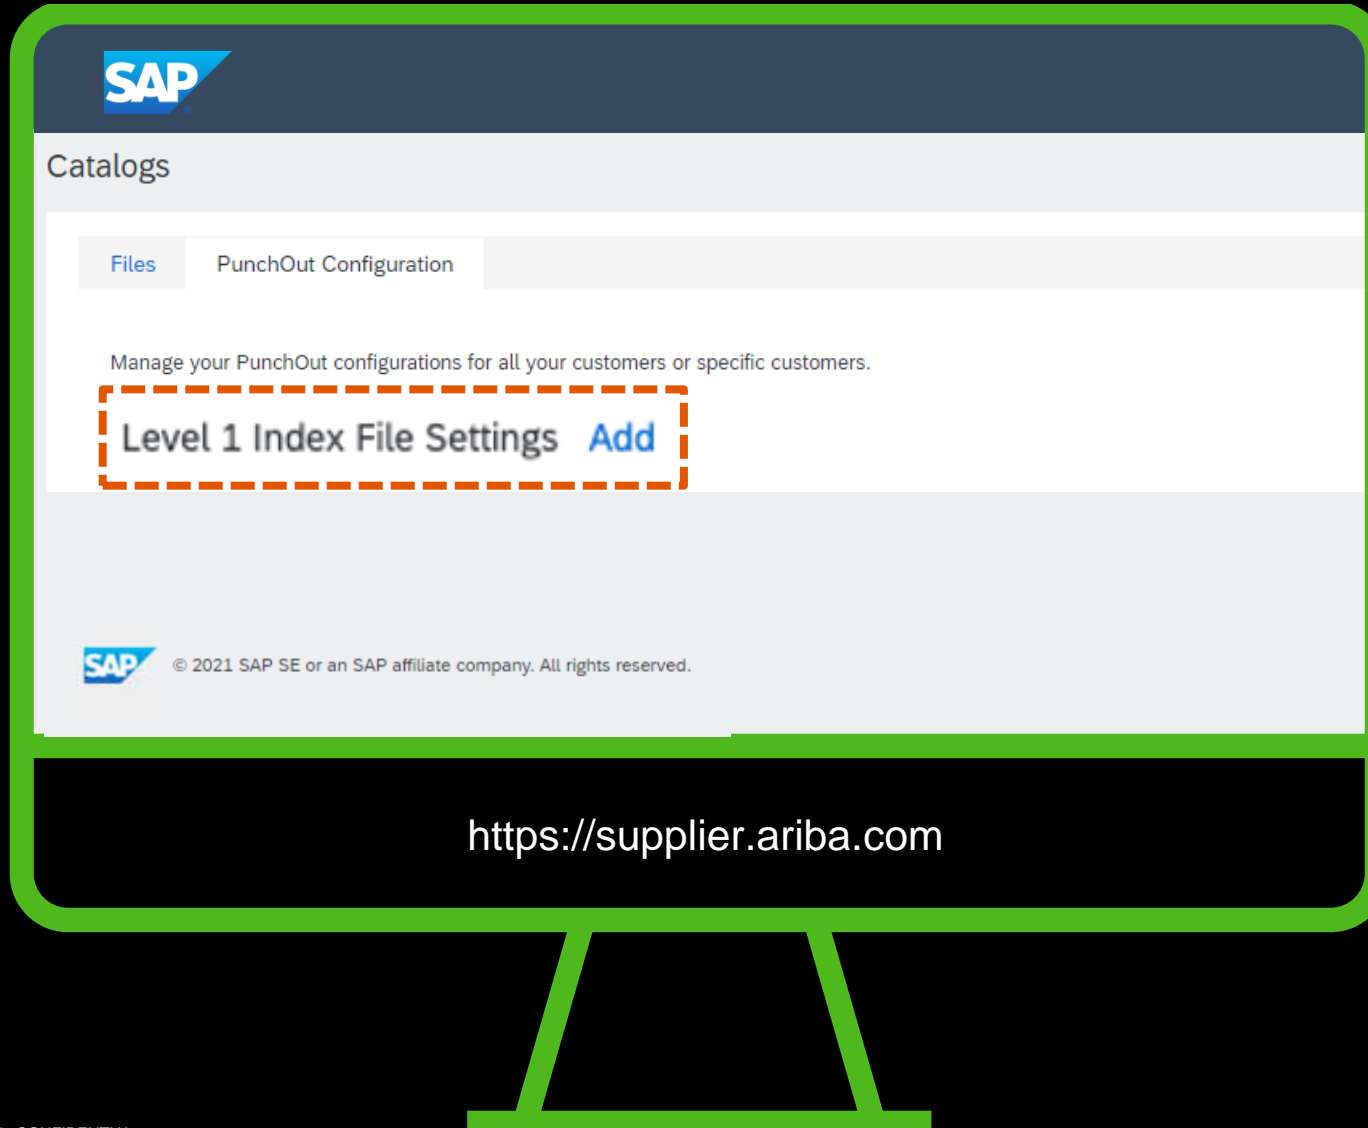 SAP
Catalogs
Files PunchOut Configuration
Manage your PunchOut configurations for all your customers or specific customers.
Level 1 Index File Settings Add
SAP © 2021 SAP SE or an SAP affiliate company. All rights reserved.
https://supplier.ariba.com